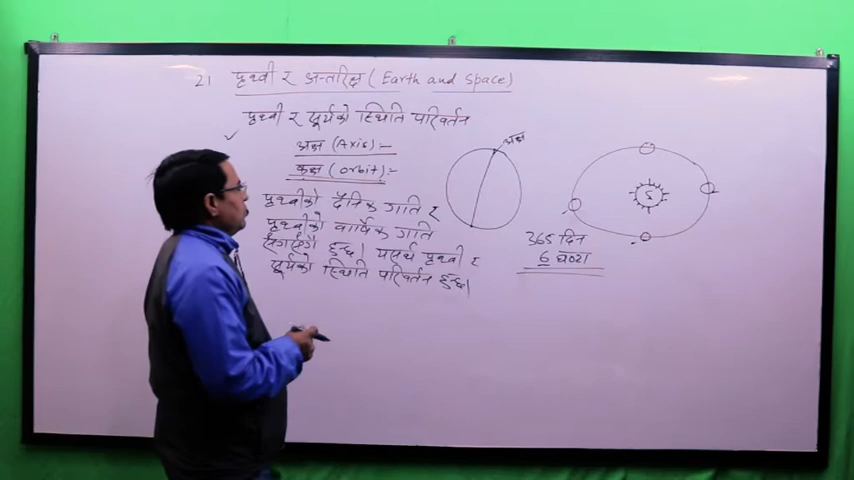 21 पृथ्वी र अन्तरिक्ष (Earth and Space)
पृथ्वी र सूर्यको स्थिति परिवर्तन
अक्ष (Axis) :-
कक्ष (Orbit) :-
पृथ्वीको दैनिक गति र
पृथ्वीको वार्षिक गति
सँगसँगै हुन्छ। यसर्थ पृथ्वी र
सूर्यको स्थिति परिवर्तन हुन्छ।
अक्ष
365 दिन
6 घण्टा